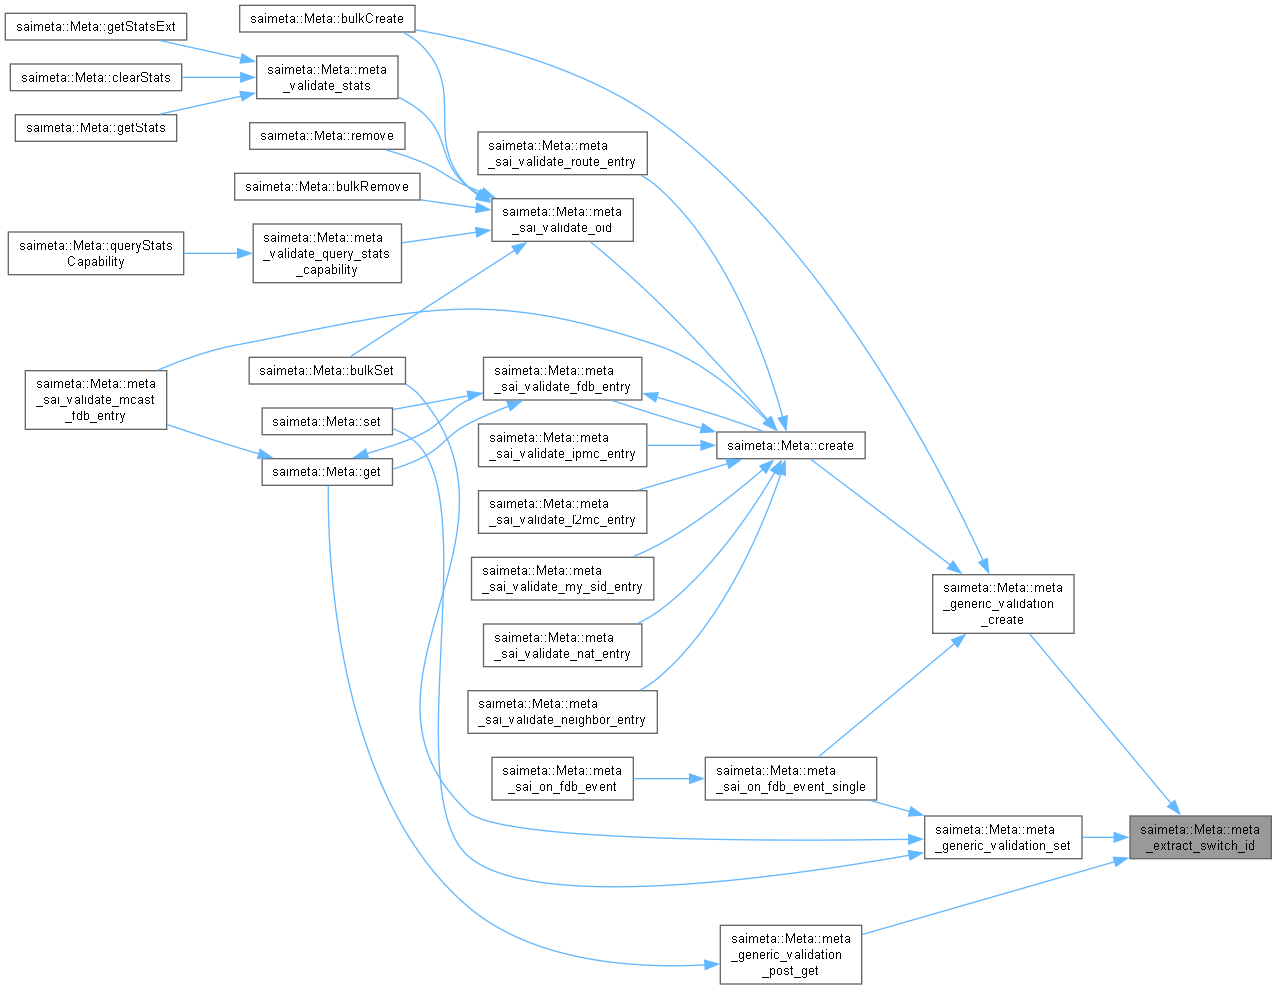 saimeta::Meta::bulkCreate
saimeta::Meta::getStatsExt
saimeta::Meta::meta
_validate_stats
saimeta::Meta::clearStats
saimeta::Meta::getStats
saimeta::Meta::remove
saimeta::Meta::meta
_sai_validate_route_entry
saimeta::Meta::bulkRemove
saimeta::Meta::meta
_sai_validate_oid
saimeta::Meta::queryStats
Capability
saimeta::Meta::meta
_validate_query_stats
_capability
saimeta::Meta::bulkSet
saimeta::Meta::meta
_sai_validate_fdb_entry
saimeta::Meta::meta
_sai_validate_mcast
_fdb_entry
saimeta::Meta::set
saimeta::Meta::create
saimeta::Meta::meta
_sai_validate_ipmc_entry
saimeta::Meta::get
saimeta::Meta::meta
_sai_validate_l2mc_entry
saimeta::Meta::meta
_sai_validate_my_sid_entry
saimeta::Meta::meta
_generic_validation
_create
saimeta::Meta::meta
_sai_validate_nat_entry
saimeta::Meta::meta
_sai_validate_neighbor_entry
saimeta::Meta::meta
_sai_on_fdb_event
saimeta::Meta::meta
_sai_on_fdb_event_single
saimeta::Meta::meta
_generic_validation_set
saimeta::Meta::meta
_extract_switch_id
saimeta::Meta::meta
_generic_validation
_post_get